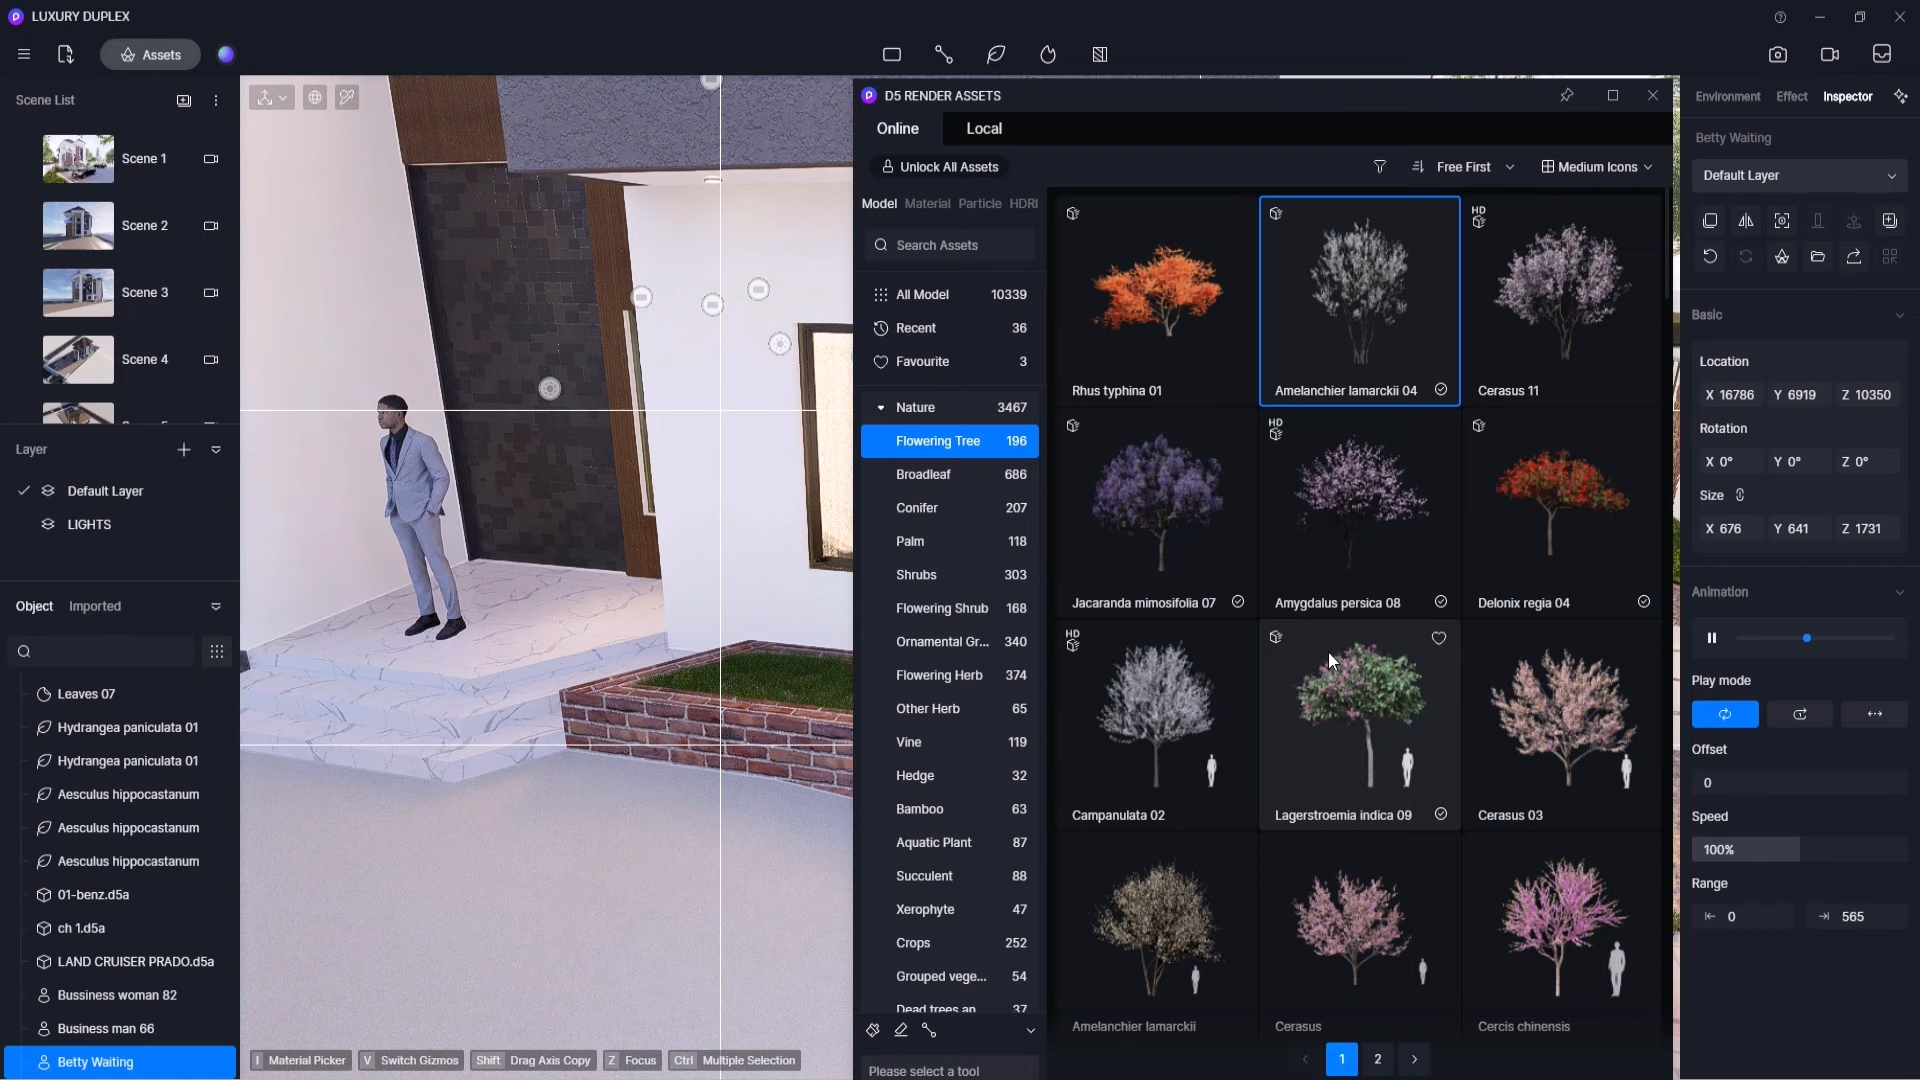 LUXURY DUPLEX
Assets
Scene List
Scene 1
Scene 2
Scene 3
Scene 4
Layer
Default Layer
LIGHTS
Object Imported
Leaves 07
Hydrangea paniculata 01
Hydrangea paniculata 01
Aesculus hippocastanum
Aesculus hippocastanum
Aesculus hippocastanum
01-benz.d5a
ch 1.d5a
LAND CRUISER PRADO.d5a
Bussiness woman 82
Business man 66
Betty Waiting
I Material Picker V Switch Gizmos Shift Drag Axis Copy Z Focus Ctrl Multiple Selection
D5 RENDER ASSETS
Online Local
Unlock All Assets
Free First
Medium Icons
Model Material Particle HDRI
Search Assets
All Model 10339
Recent 36
Favourite 3
Nature 3467
Flowering Tree 196
Broadleaf 686
Conifer 207
Palm 118
Shrubs 303
Flowering Shrub 168
Ornamental Gr... 340
Flowering Herb 374
Other Herb 65
Vine 119
Hedge 32
Bamboo 63
Aquatic Plant 87
Succulent 88
Xerophyte 47
Crops 252
Grouped vege... 54
Dead trees an 37
Please select a tool
Rhus typhina 01
Amelanchier lamarckii 04
HD
Cerasus 11
Jacaranda mimosifolia 07
HD
Amygdalus persica 08
Delonix regia 04
HD
Campanulata 02
Lagerstroemia indica 09
Cerasus 03
Amelanchier lamarckii
Cerasus
Cercis chinensis
1 2
Environment Effect Inspector
Betty Waiting
Default Layer
Basic
Location
X 16786 Y 6919 Z 10350
Rotation
X 0° Y 0° Z 0°
Size
X 676 Y 641 Z 1731
Animation
Play mode
Offset
0
Speed
100%
Range
0 565